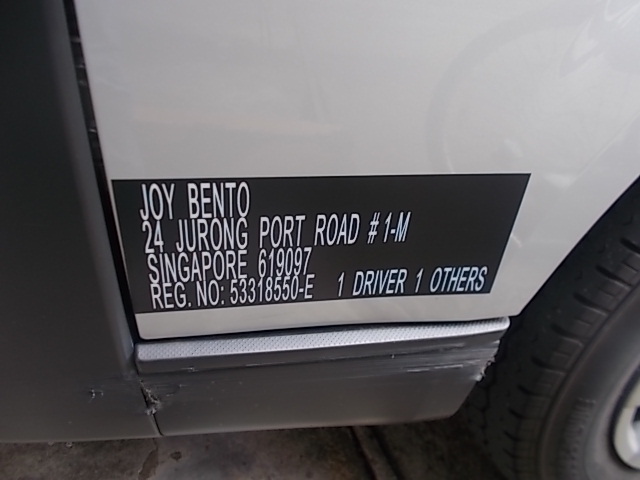 JOY BENTO
24 JURONG PORT ROAD #1-M
SINGAPORE 619097
REG. NO: 53318550-E 1 DRIVER 1 OTHERS